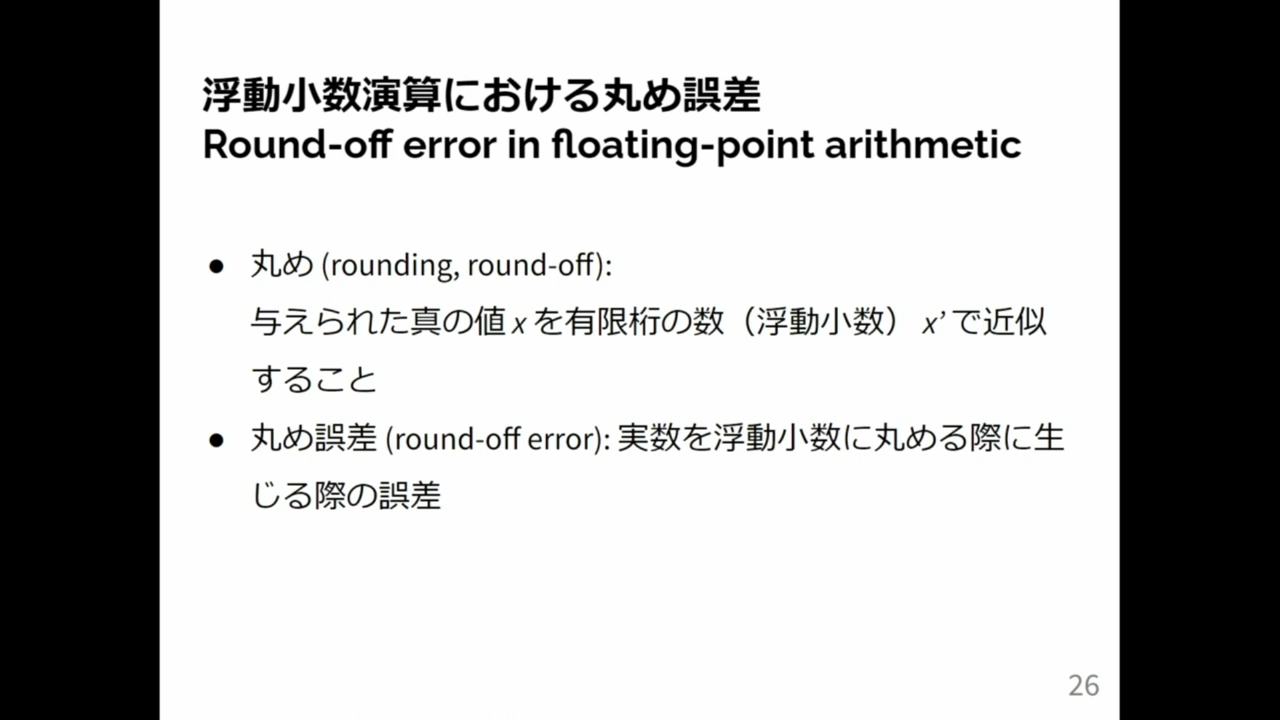 浮動小数演算における丸め誤差
Round-off error in floating-point arithmetic
● 丸め (rounding, round-off):
与えられた真の値 x を有限桁の数（浮動小数） x’ で近似
すること
● 丸め誤差 (round-off error): 実数を浮動小数に丸める際に生
じる際の誤差
26